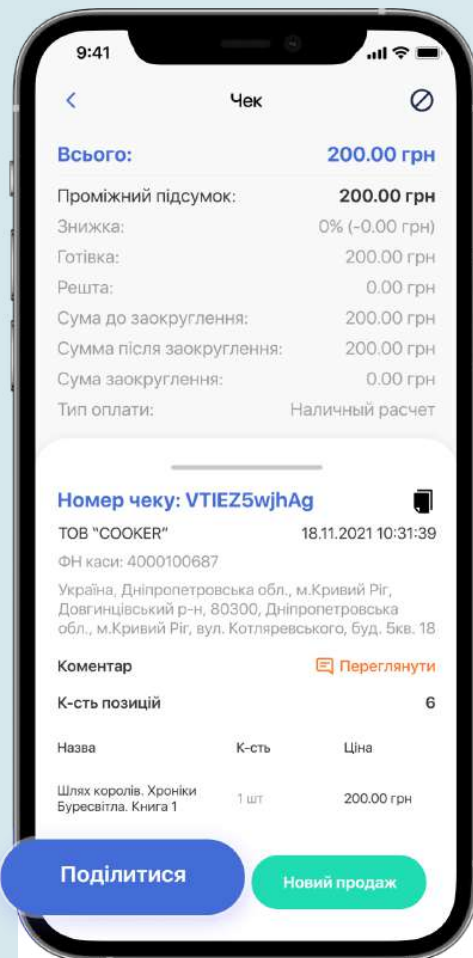 9:41
Чек
Всього: 200.00 грн
Проміжний підсумок: 200.00 грн
Знижка: 0% (-0.00 грн)
Готівка: 200.00 грн
Решта: 0.00 грн
Сума до заокруглення: 200.00 грн
Сумма після заокруглення: 200.00 грн
Сума заокруглення: 0.00 грн
Тип оплати: Наличный расчет
Номер чеку: VTIEZ5wjhAg
ТОВ "COOKER" 18.11.2021 10:31:39
ФН каси: 4000100687
Україна, Дніпропетровська обл., м.Кривий Ріг,
Довгинцівський р-н, 80300, Дніпропетровська
обл., м.Кривий Ріг, вул. Котляревського, буд. 5кв. 18
Коментар Переглянути
К-сть позицій 6
Назва К-сть Ціна
Шлях королів. Хроніки
Буресвітла. Книга 1 1 шт 200.00 грн
Поділитися Новий продаж